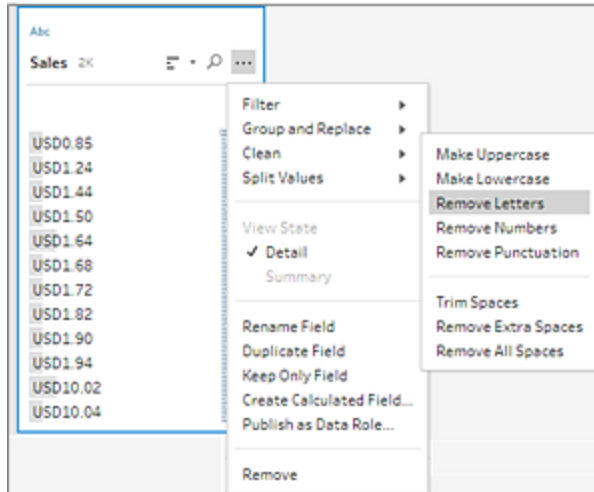 Abc
Sales 2K
USD0.85
USD1.24
USD1.44
USD1.50
USD1.64
USD1.68
USD1.72
USD1.82
USD1.90
USD1.94
USD10.02
USD10.04
Filter
Group and Replace
Clean
Split Values
View State
Detail
Summary
Rename Field
Duplicate Field
Keep Only Field
Create Calculated Field...
Publish as Data Role...
Remove
Make Uppercase
Make Lowercase
Remove Letters
Remove Numbers
Remove Punctuation
Trim Spaces
Remove Extra Spaces
Remove All Spaces